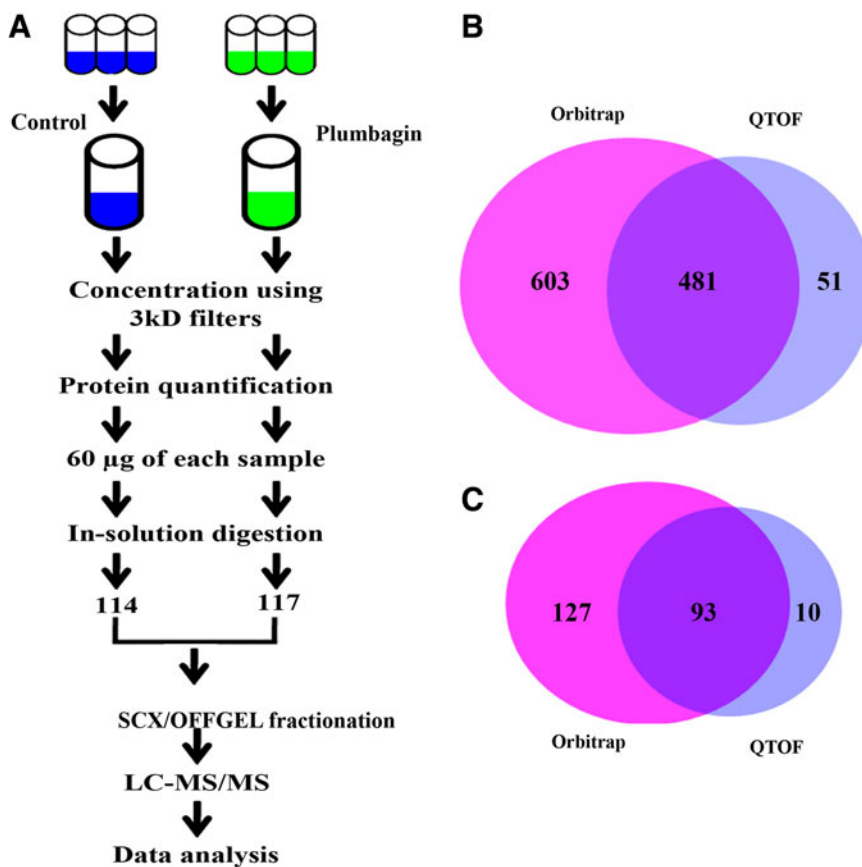 A
Control
Plumbagin
Concentration using
3kD filters
Protein quantification
60 µg of each sample
In-solution digestion
114
117
SCX/OFFGEL fractionation
LC-MS/MS
Data analysis
B
Orbitrap
QTOF
603
481
51
C
127
93
10
Orbitrap
QTOF